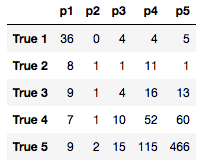 p1 p2 p3 p4 p5
True 1 36 0 4 4 5
True 2 8 1 1 11 1
True 3 9 1 4 16 13
True 4 7 1 10 52 60
True 5 9 2 15 115 466